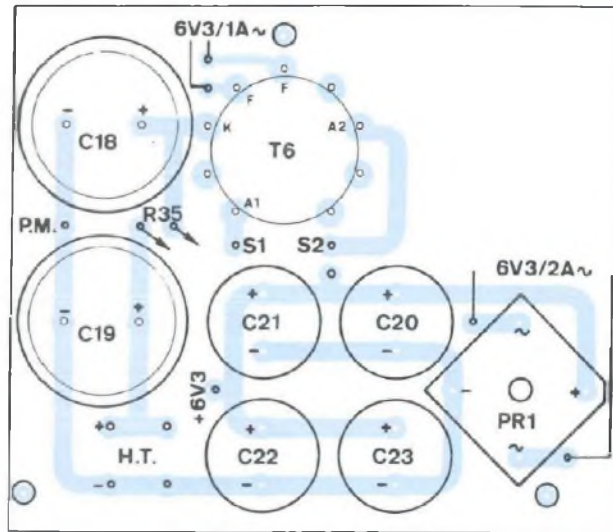 6V3/1A~
F
F
- +
C18
K
T6
A2
A1
P.M.
R35
S1
S2
6V3/2A~
- +
C19
+
C21
-
+
C20
-
~
- +
PR1
~
+6V3
+
H.T.
-
+
C22
-
+
C23
-